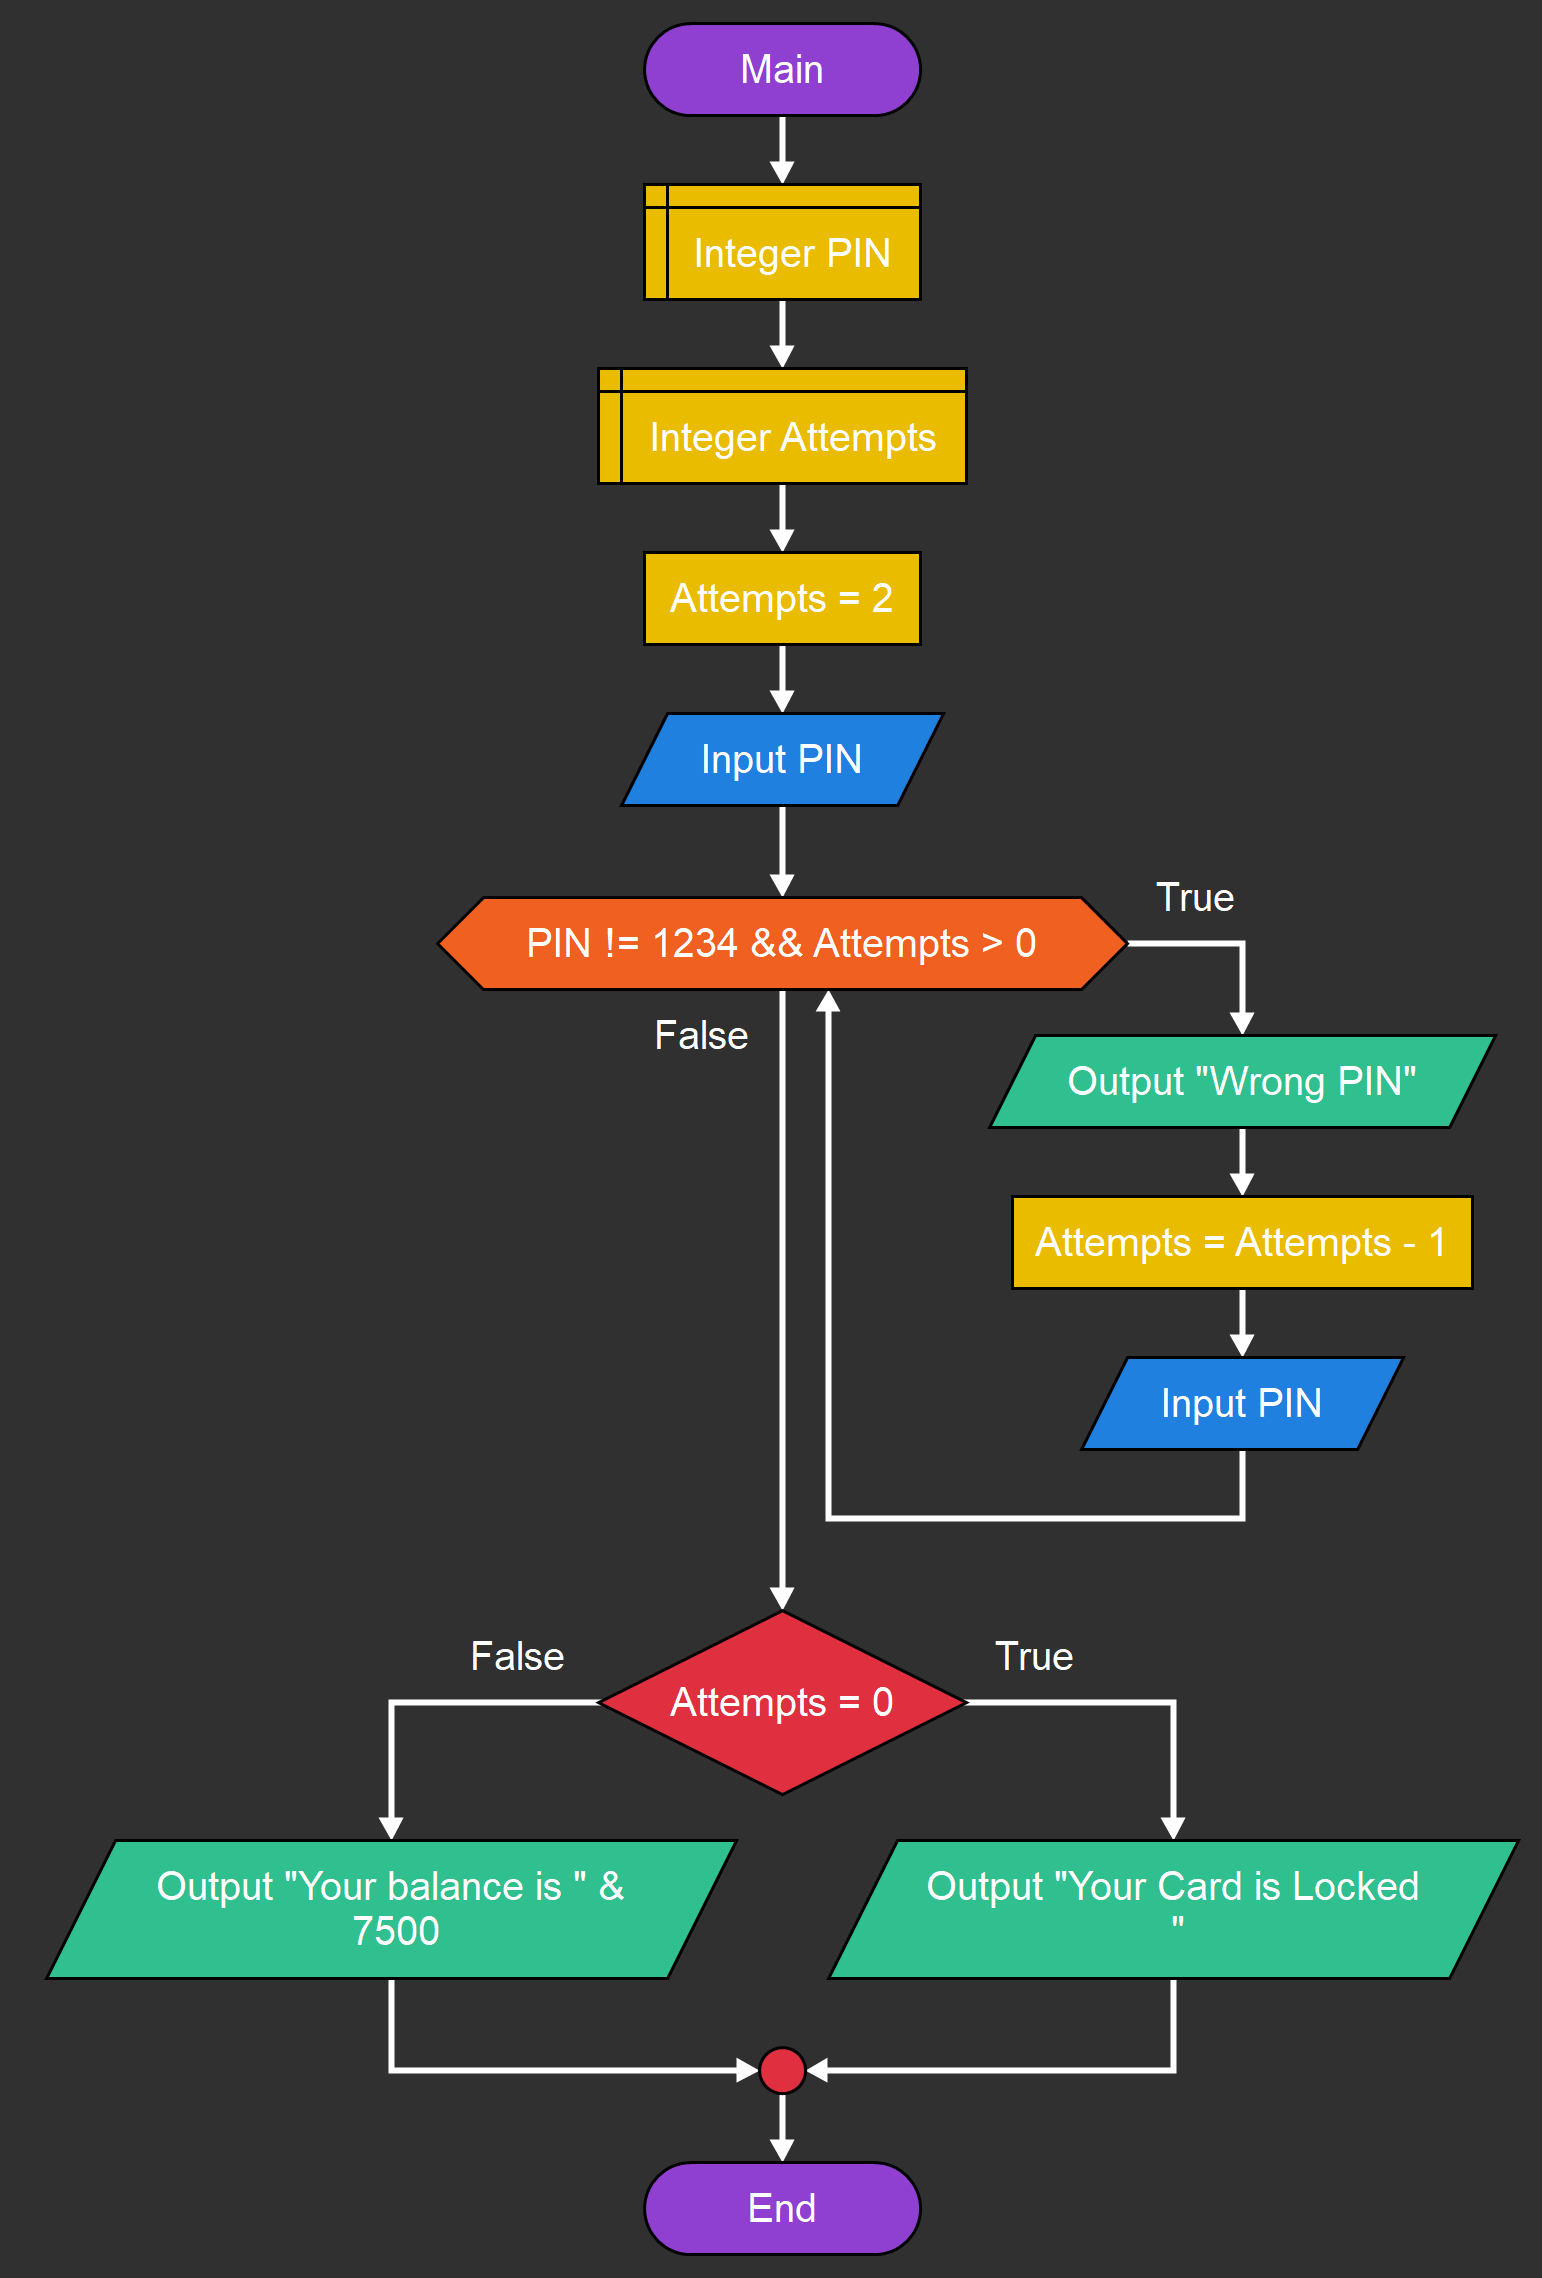 Main
Integer PIN
Integer Attempts
Attempts = 2
Input PIN
PIN != 1234 && Attempts > 0
True
False
Output "Wrong PIN"
Attempts = Attempts - 1
Input PIN
False
True
Attempts = 0
Output "Your balance is " &
7500
Output "Your Card is Locked
"
End